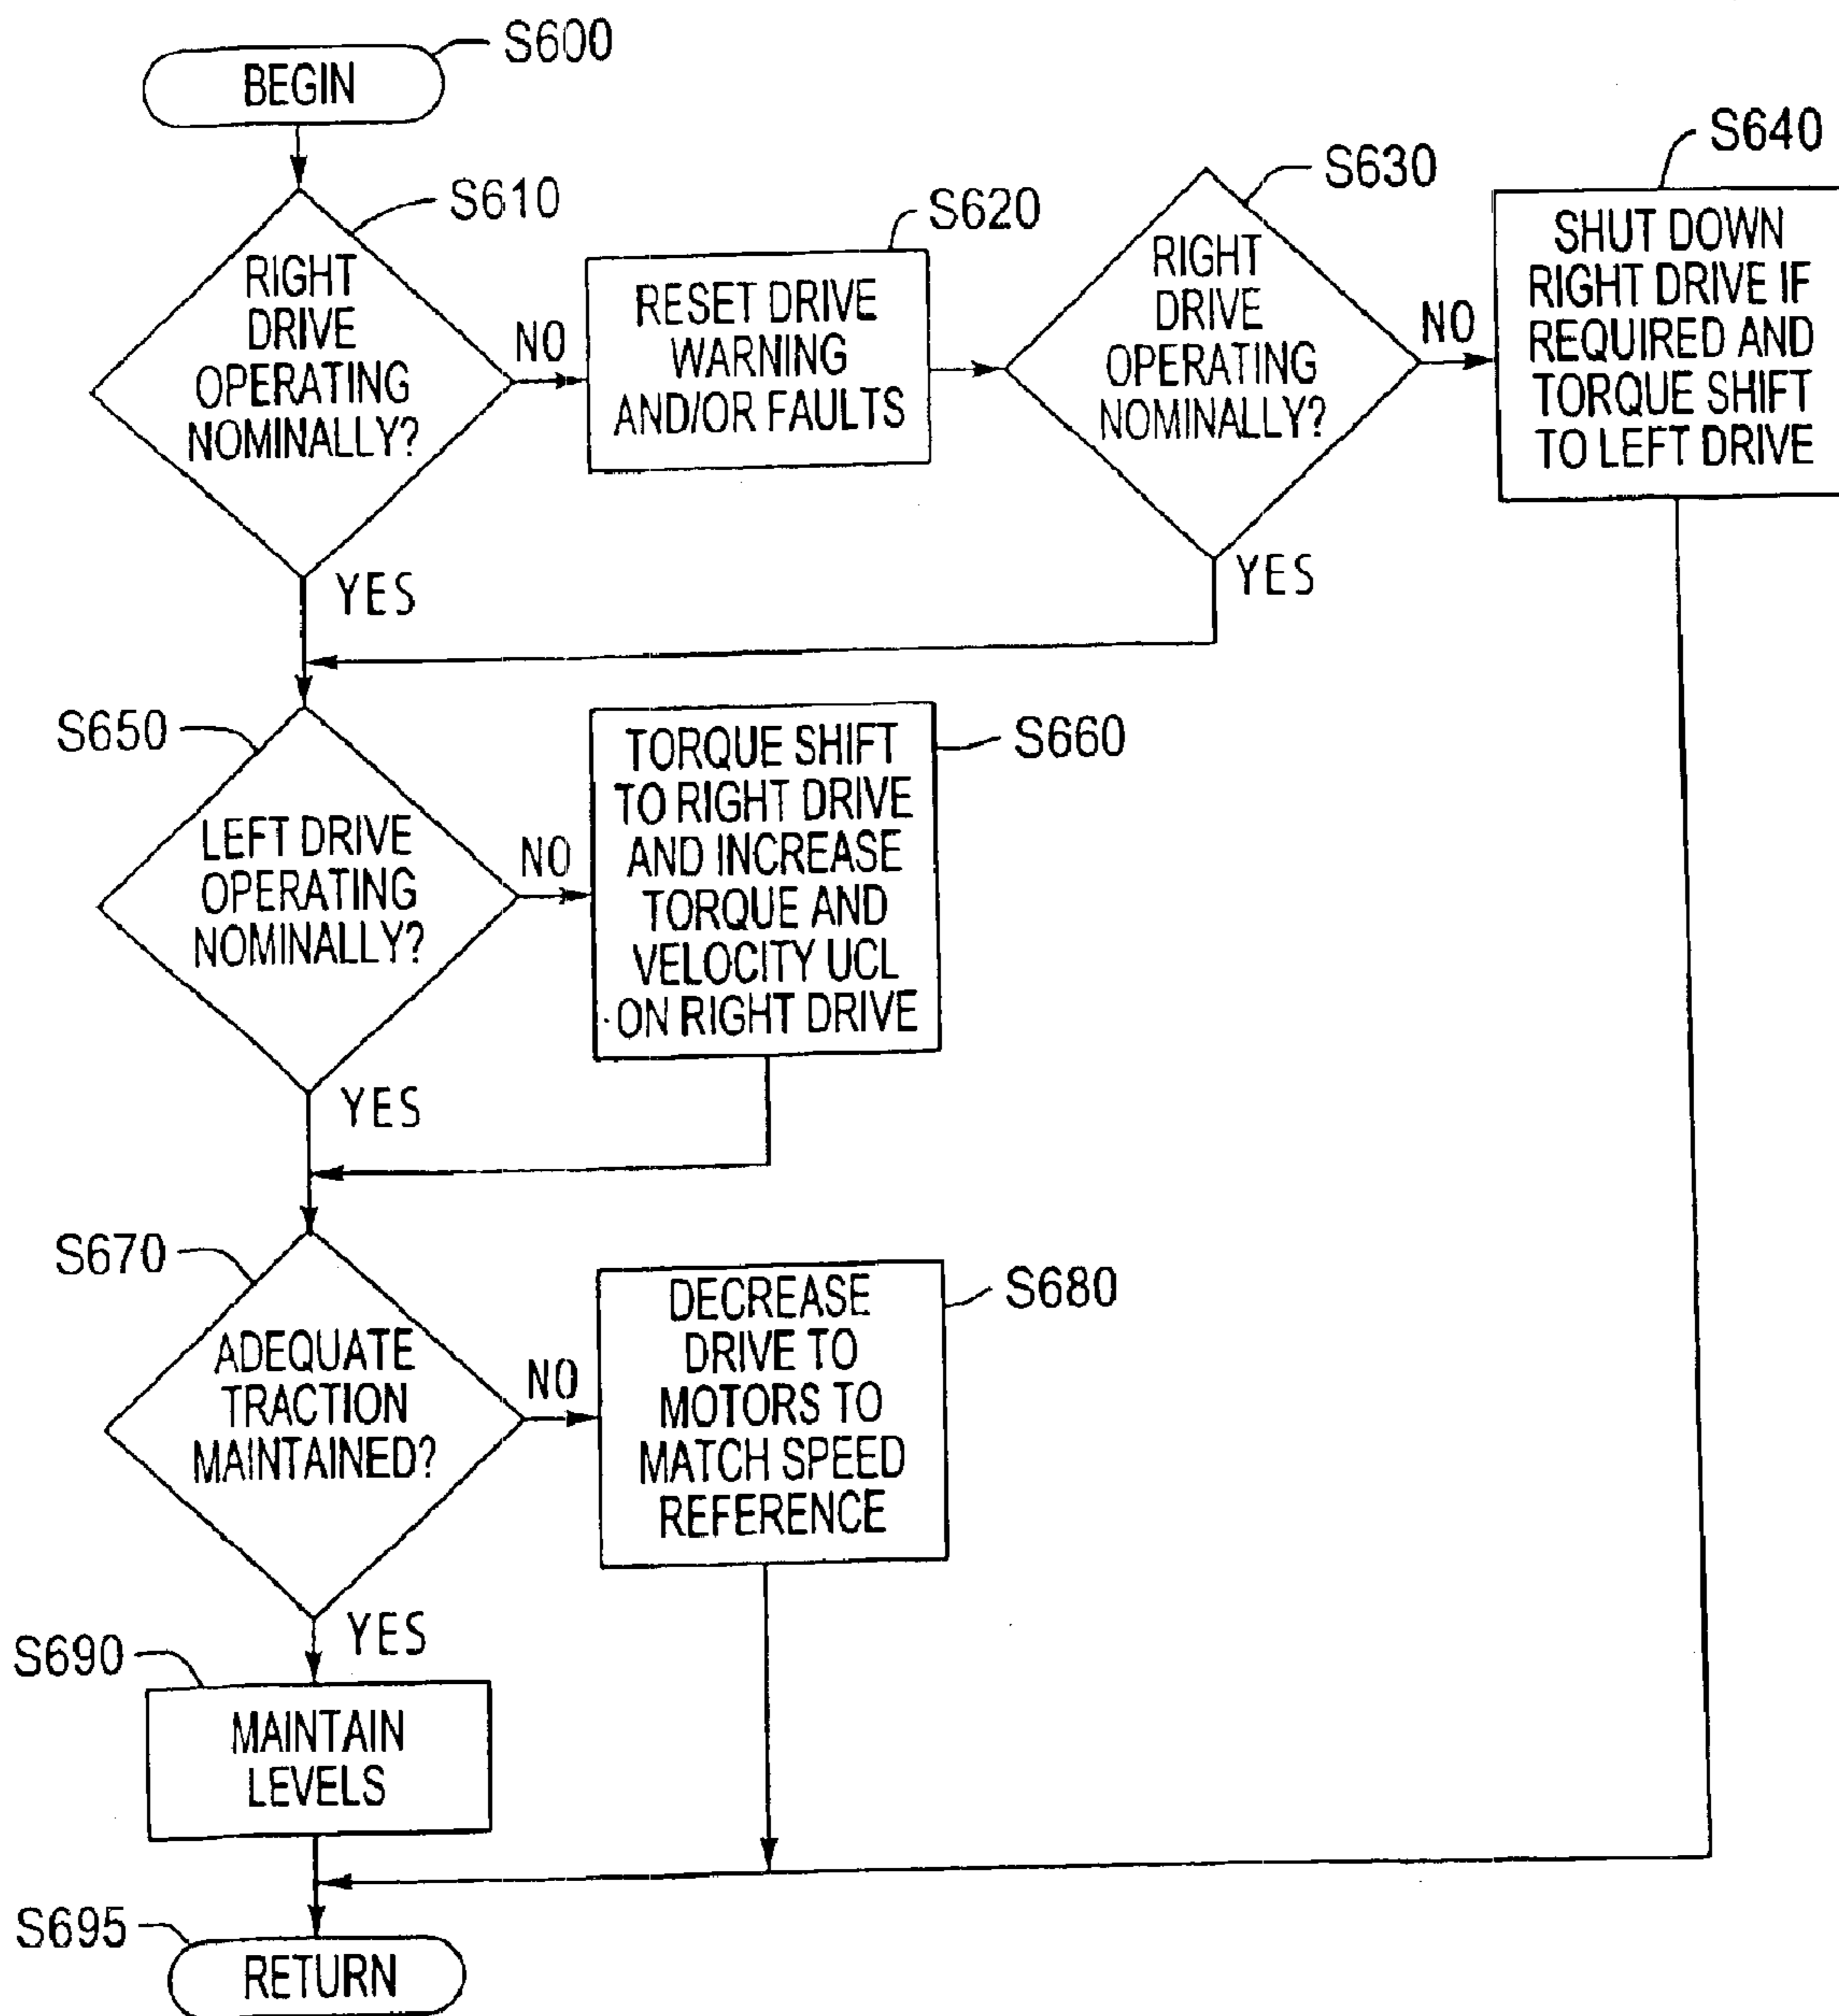 S600
BEGIN
S610
RIGHT
DRIVE
OPERATING
NOMINALLY?
NO
YES
S620
RESET DRIVE
WARNING
AND/OR FAULTS
S630
RIGHT
DRIVE
OPERATING
NOMINALLY?
NO
YES
S640
SHUT DOWN
RIGHT DRIVE IF
REQUIRED AND
TORQUE SHIFT
TO LEFT DRIVE
S650
LEFT DRIVE
OPERATING
NOMINALLY?
NO
YES
S660
TORQUE SHIFT
TO RIGHT DRIVE
AND INCREASE
TORQUE AND
VELOCITY UCL
ON RIGHT DRIVE
S670
ADEQUATE
TRACTION
MAINTAINED?
NO
YES
S680
DECREASE
DRIVE TO
MOTORS TO
MATCH SPEED
REFERENCE
S690
MAINTAIN
LEVELS
S695
RETURN